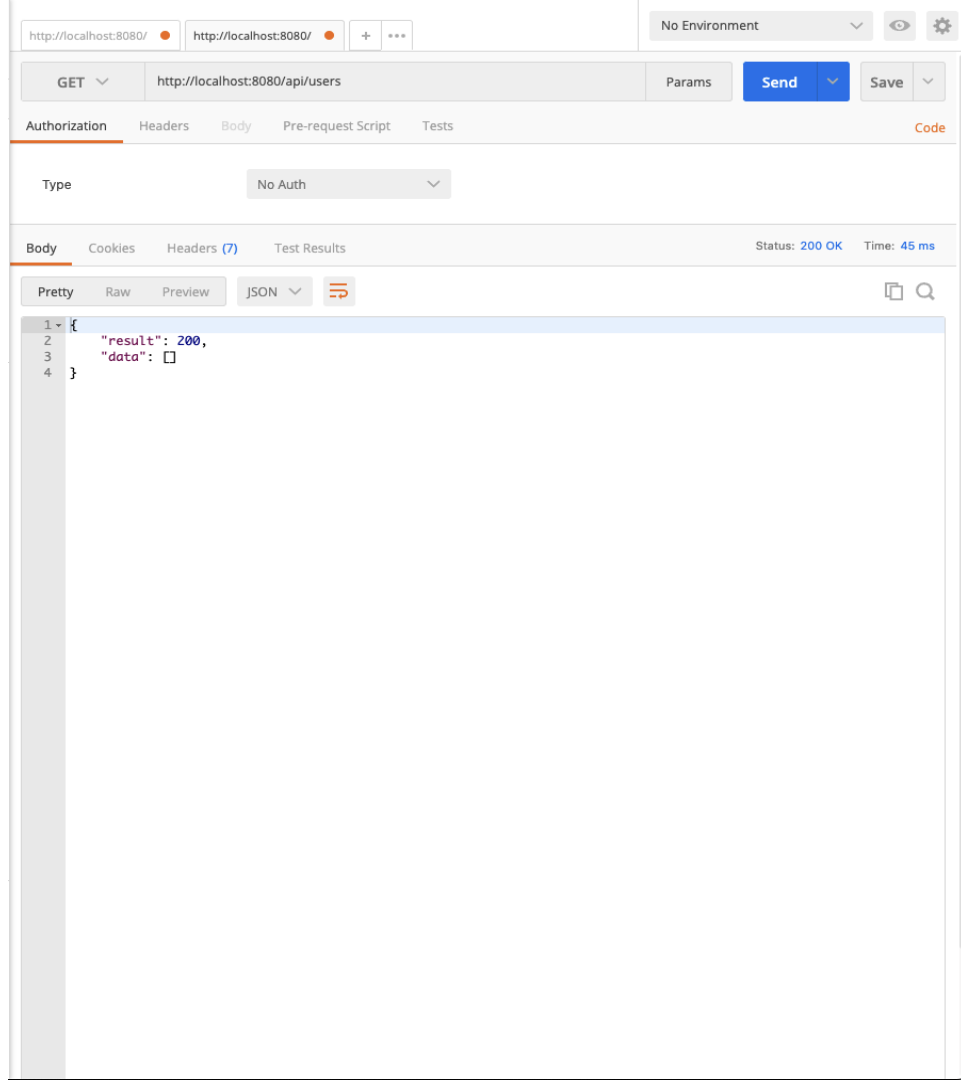 http://localhost:8080/ http://localhost:8080/ + No Environment
GET http://localhost:8080/api/users Params Send Save
Authorization Headers Body Pre-request Script Tests Code
Type No Auth
Body Cookies Headers (7) Test Results Status: 200 OK Time: 45 ms
Pretty Raw Preview JSON
1 {
2 "result": 200,
3 "data": []
4 }